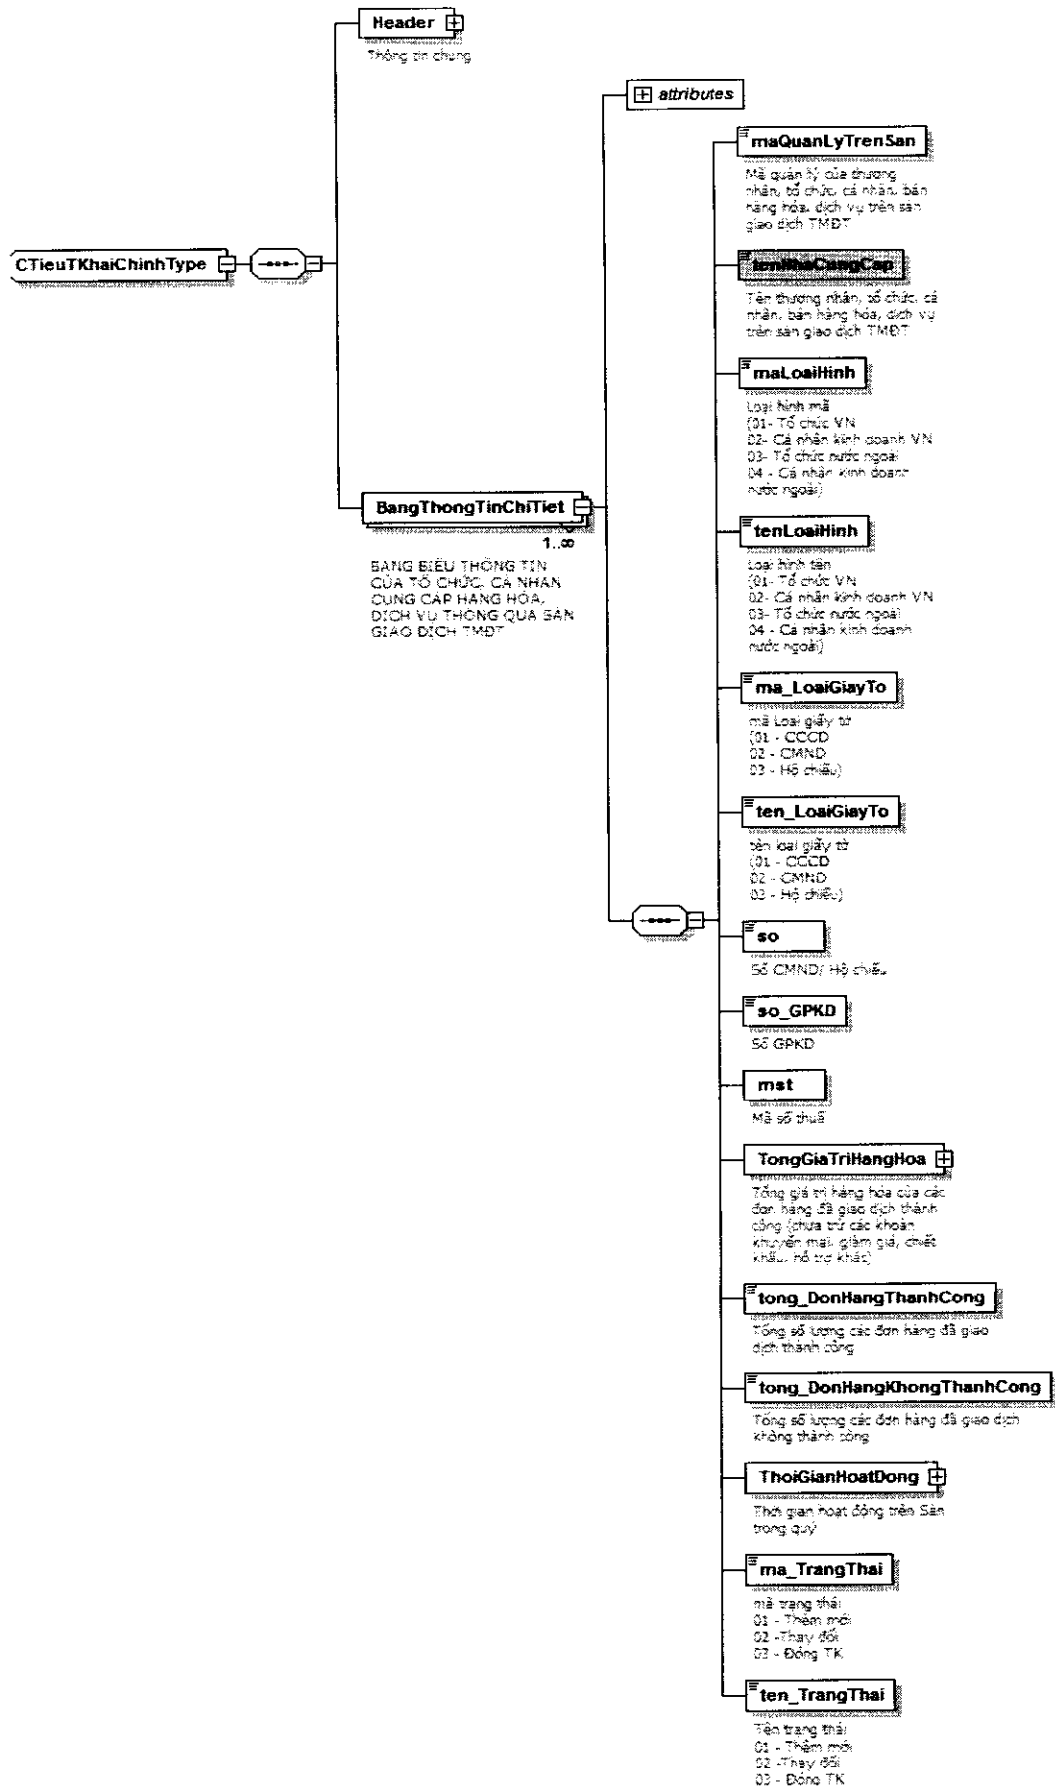 Header
Thông tin chung
attributes
maQuanLyTrenSan
Mã quản lý của thương
nhân, tổ chức, cá nhân, bán
hàng hóa, dịch vụ trên sàn
giao dịch TMĐT
CTieuTKhaiChinhType
tenNhaCungCap
Tên thương nhân, tổ chức, cá
nhân, bán hàng hóa, dịch vụ
trên sàn giao dịch TMĐT
maLoaiHinh
Loại hình mã
(01- Tổ chức VN
02- Cá nhân kinh doanh VN
03- Tổ chức nước ngoài
04 - Cá nhân kinh doanh
nước ngoài)
BangThongTinChiTiet
1..∞
BẢNG BIỂU THÔNG TIN
CỦA TỔ CHỨC, CÁ NHÂN
CUNG CẤP HÀNG HÓA,
DỊCH VỤ THÔNG QUA SÀN
GIAO DỊCH TMĐT
tenLoaiHinh
Loại hình tên
(01- Tổ chức VN
02- Cá nhân kinh doanh VN
03- Tổ chức nước ngoài
04 - Cá nhân kinh doanh
nước ngoài)
ma_LoaiGiayTo
mã Loại giấy tờ
(01 - CCCD
02 - CMND
03 - Hộ chiếu)
ten_LoaiGiayTo
tên loại giấy tờ
(01 - CCCD
02 - CMND
03 - Hộ chiếu)
so
Số CMND/ Hộ chiếu
so_GPKD
Số GPKD
mst
Mã số thuế
TongGiaTriHangHoa
Tổng giá trị hàng hóa của các
đơn hàng đã giao dịch thành
công (chưa trừ các khoản
khuyến mại, giảm giá, chiết
khấu, hỗ trợ khác)
tong_DonHangThanhCong
Tổng số lượng các đơn hàng đã giao
dịch thành công
tong_DonHangKhongThanhCong
Tổng số lượng các đơn hàng đã giao dịch
không thành công
ThoiGianHoatDong
Thời gian hoạt động trên Sàn
trong quý
ma_TrangThai
mã trạng thái
01 - Thêm mới
02 -Thay đổi
03 - Đóng TK
ten_TrangThai
Tên trạng thái
01 - Thêm mới
02 -Thay đổi
03 - Đóng TK